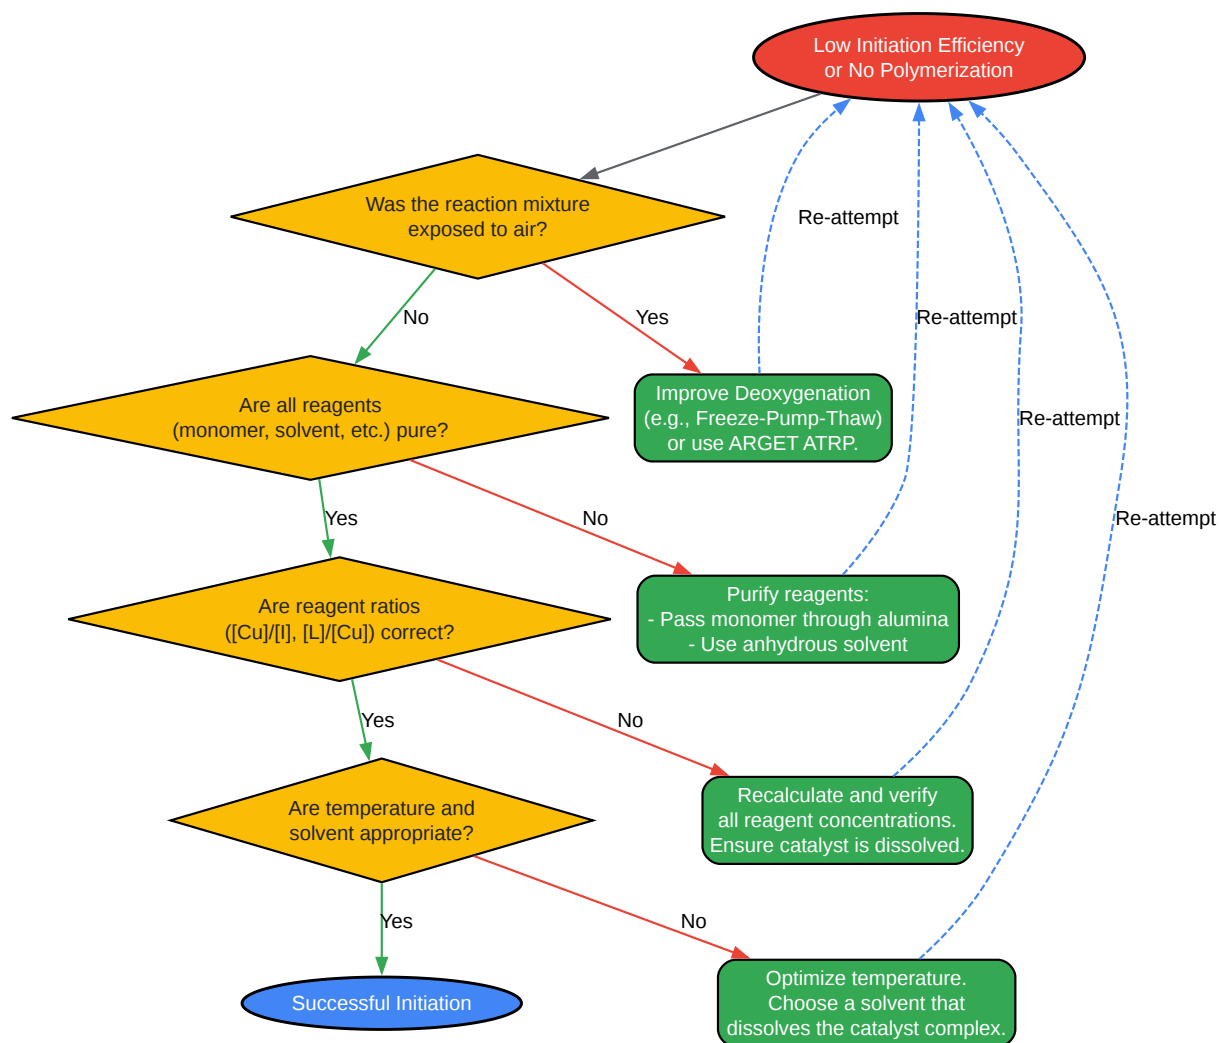 Low Initiation Efficiency
or No Polymerization
Was the reaction mixture
exposed to air?
Re-attempt
No
Yes
Re-attempt
Are all reagents
(monomer, solvent, etc.) pure?
Improve Deoxygenation
(e.g., Freeze-Pump-Thaw)
or use ARGET ATRP.
Re-attempt
Yes
No
Re-attempt
Are reagent ratios
([Cu]/[I], [L]/[Cu]) correct?
Purify reagents:
- Pass monomer through alumina
- Use anhydrous solvent
Yes
No
Are temperature and
solvent appropriate?
Recalculate and verify
all reagent concentrations.
Ensure catalyst is dissolved.
Yes
No
Successful Initiation
Optimize temperature.
Choose a solvent that
dissolves the catalyst complex.